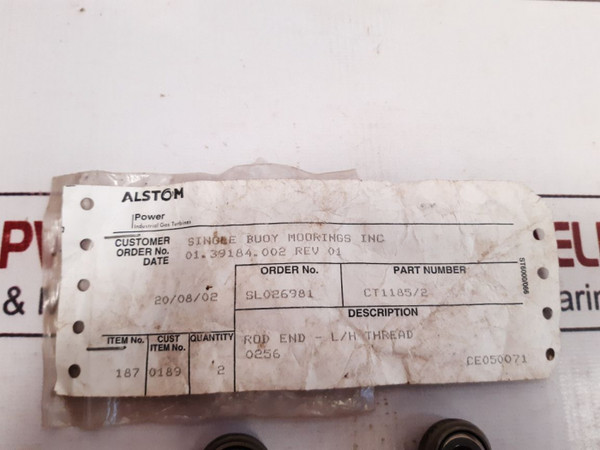 ALSTOM
Power
Industrial Gas Turbines
CUSTOMER SINGLE BUOY MOORINGS INC
ORDER No. 01.39184.002 REV 01
DATE 20/08/02
ORDER No. PART NUMBER
SL026981 CT1185/2
ITEM No. CUST ITEM No. QUANTITY
187 0189 2
DESCRIPTION
ROD END - L/H THREAD
0256
CE050071
ST6000/066